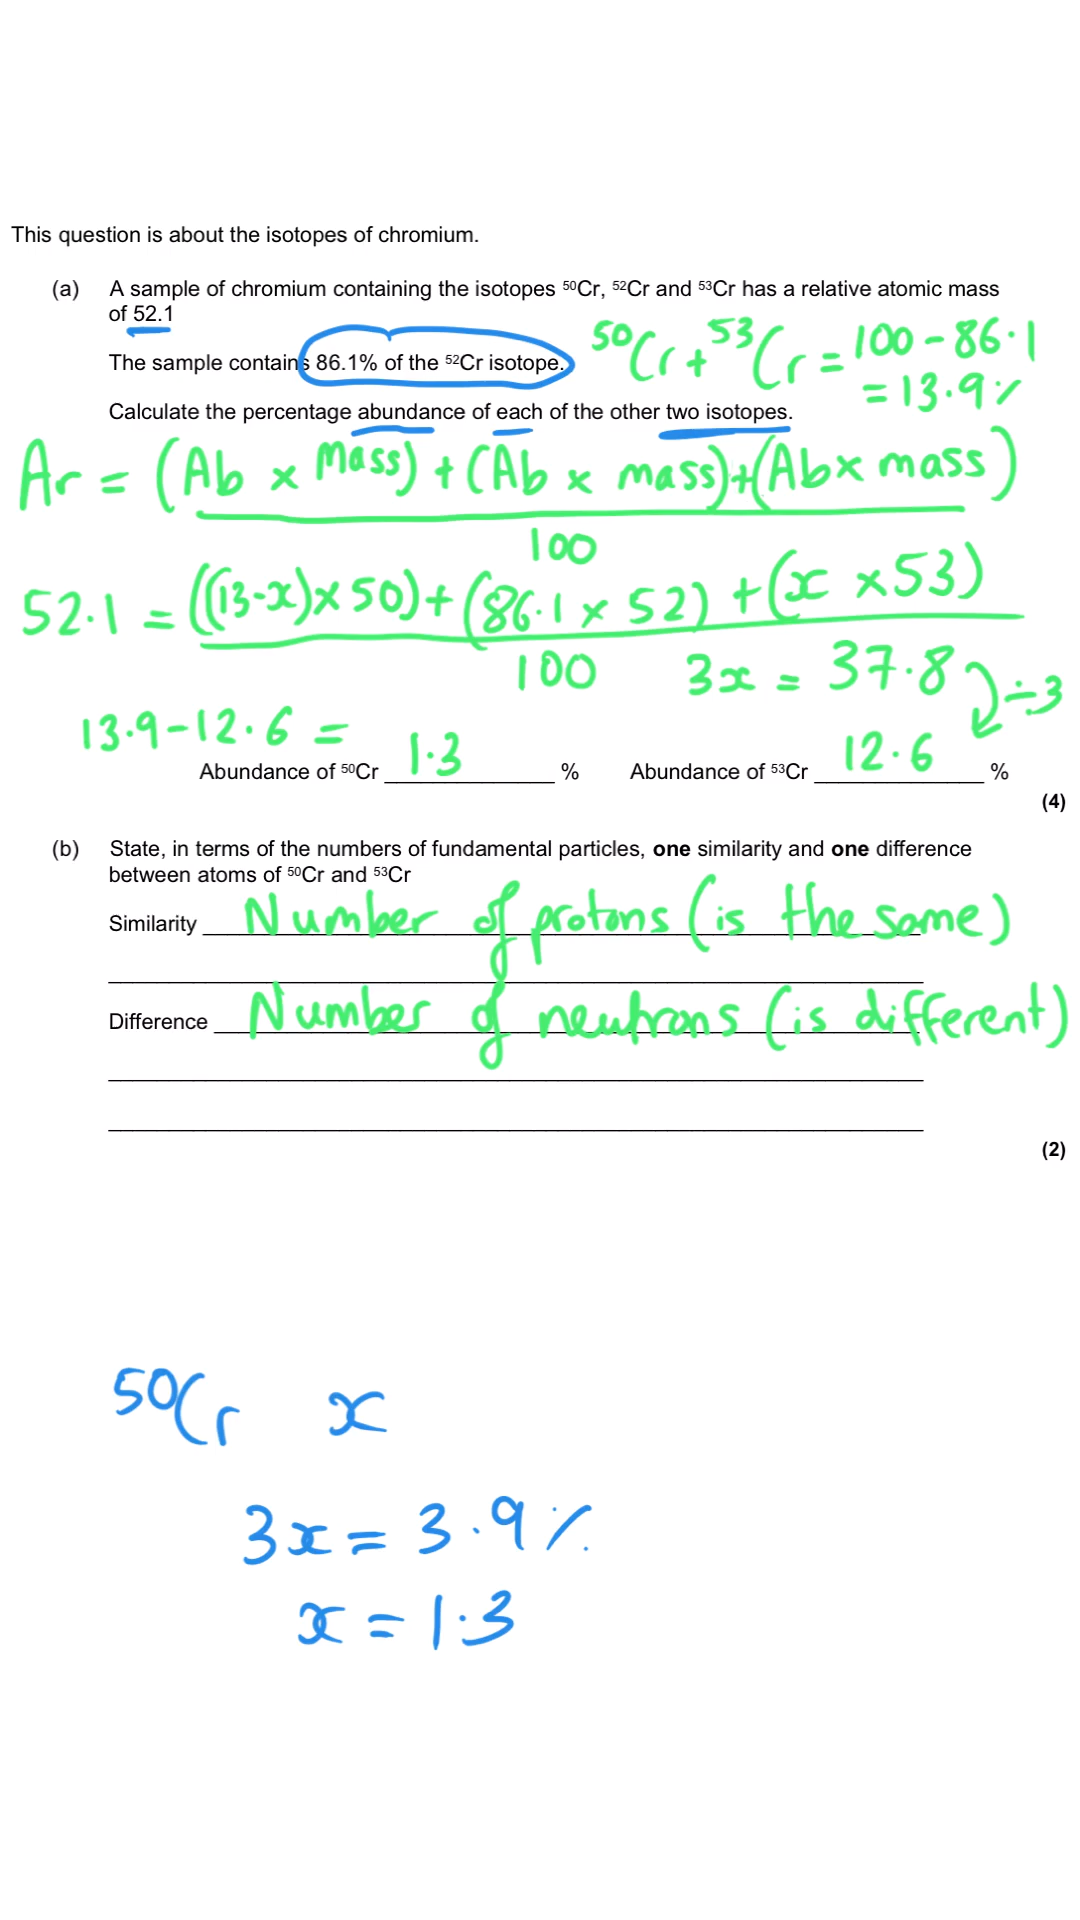 This question is about the isotopes of chromium.
(a) A sample of chromium containing the isotopes ⁵⁰Cr, ⁵²Cr and ⁵³Cr has a relative atomic mass
of 52.1
The sample contains 86.1% of the ⁵²Cr isotope.
⁵⁰Cr + ⁵³Cr = 100 - 86.1
= 13.9%
Calculate the percentage abundance of each of the other two isotopes.
Ar = (Ab x Mass) + (Ab x mass) + (Ab x mass)
100
52.1 = ((13-x) x 50) + (86.1 x 52) + (x x 53)
100
3x = 37.8 ÷3
13.9-12.6 =
Abundance of ⁵⁰Cr 1.3 % Abundance of ⁵³Cr 12.6 %
(4)
(b) State, in terms of the numbers of fundamental particles, one similarity and one difference
between atoms of ⁵⁰Cr and ⁵³Cr
Similarity Number of protons (is the same)
Difference Number of neutrons (is different)
(2)
⁵⁰Cr x
3x = 3.9%
x = 1.3